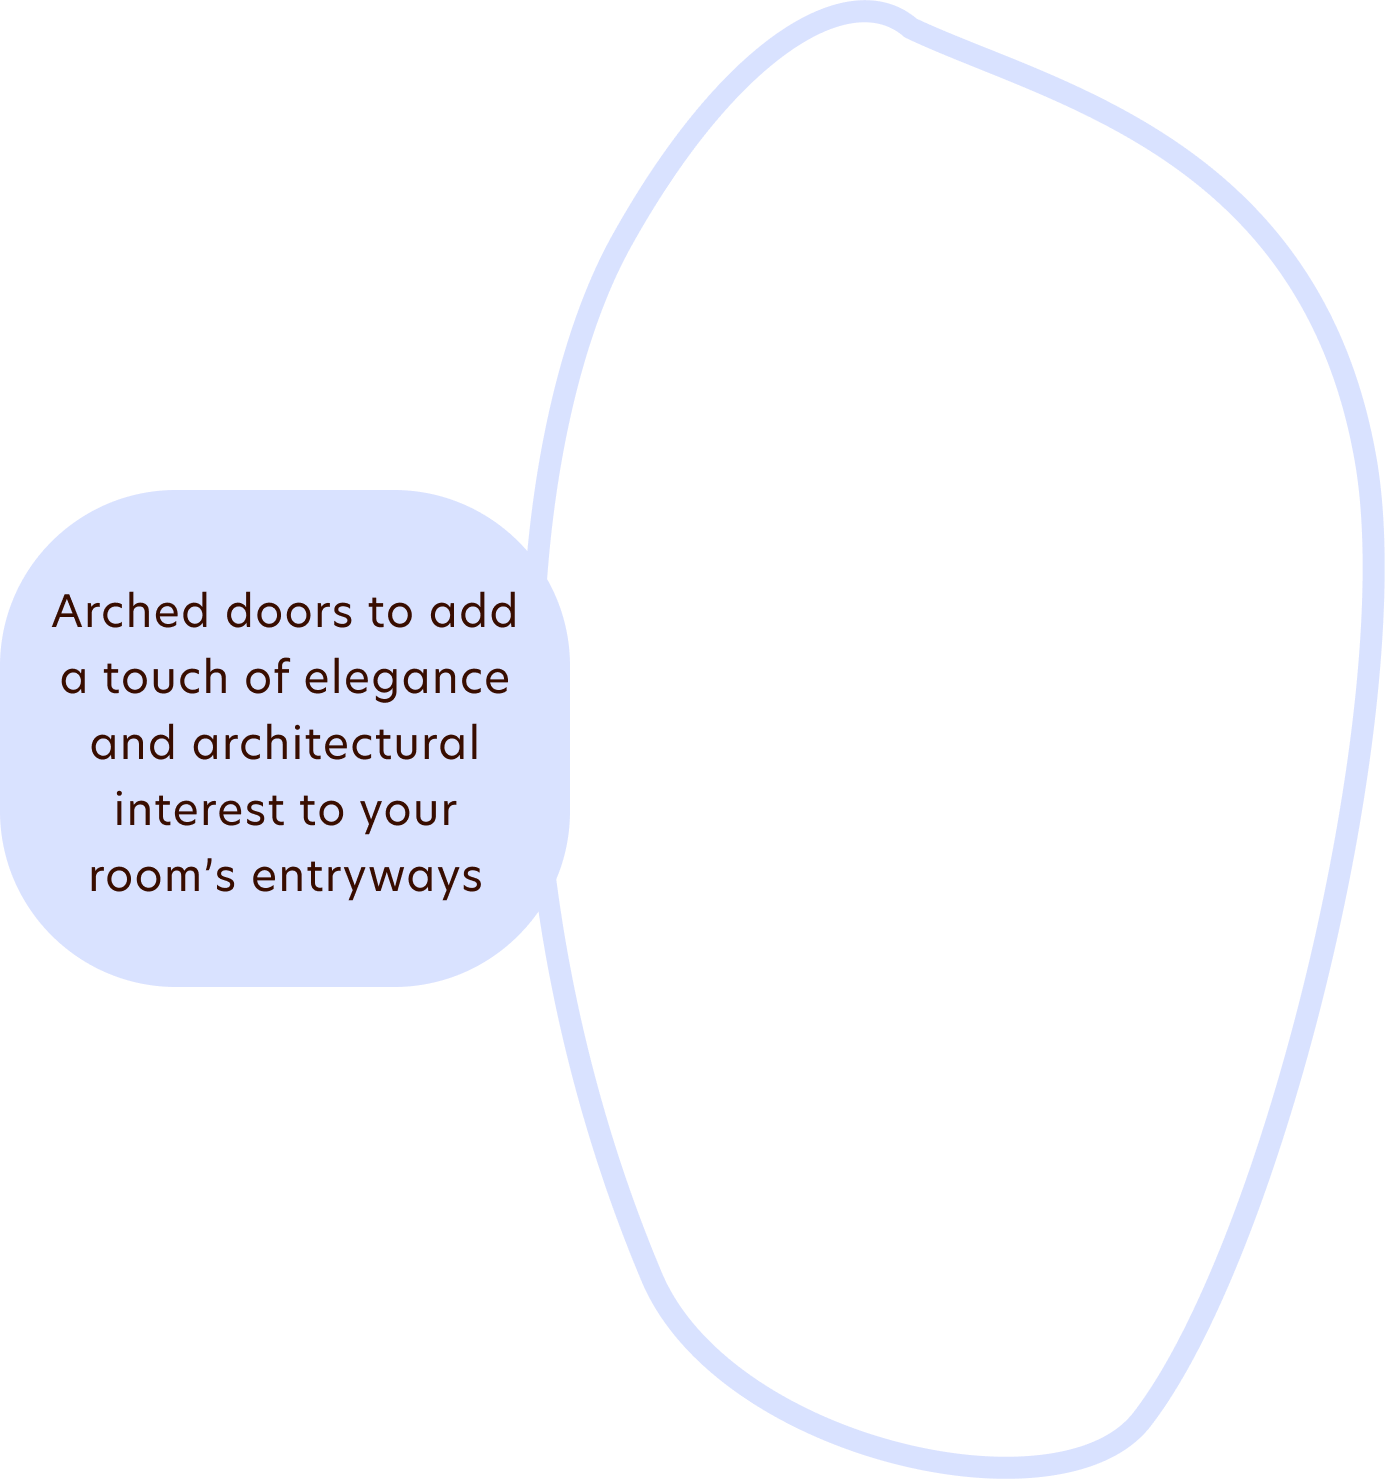 Arched doors to add
a touch of elegance
and architectural
interest to your
room’s entryways